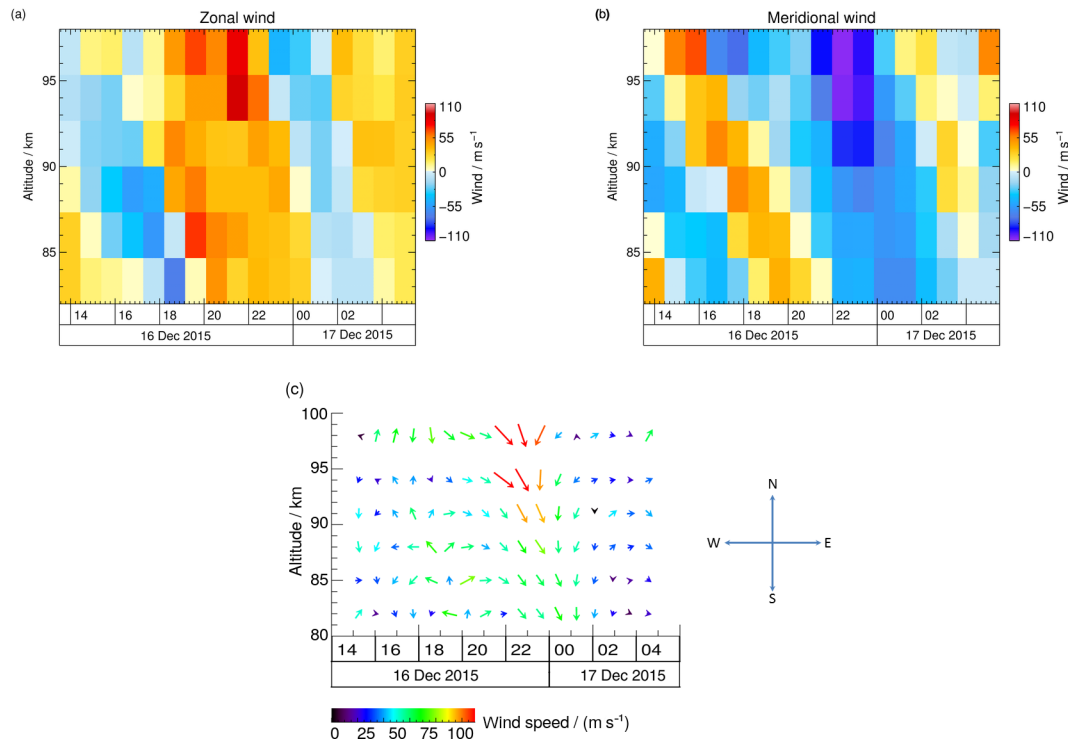 (a)
Zonal wind
95
90
85
Altitude / km
14 16 18 20 22 00 02
16 Dec 2015 17 Dec 2015
110
55
0
−55
−110
Wind / m s⁻¹
(b)
Meridional wind
95
90
85
Altitude / km
14 16 18 20 22 00 02
16 Dec 2015 17 Dec 2015
110
55
0
−55
−110
Wind / m s⁻¹
(c)
100
95
90
85
80
Altitude / km
14 16 18 20 22 00 02 04
16 Dec 2015 17 Dec 2015
N
W E
S
0 25 50 75 100
Wind speed / (m s⁻¹)